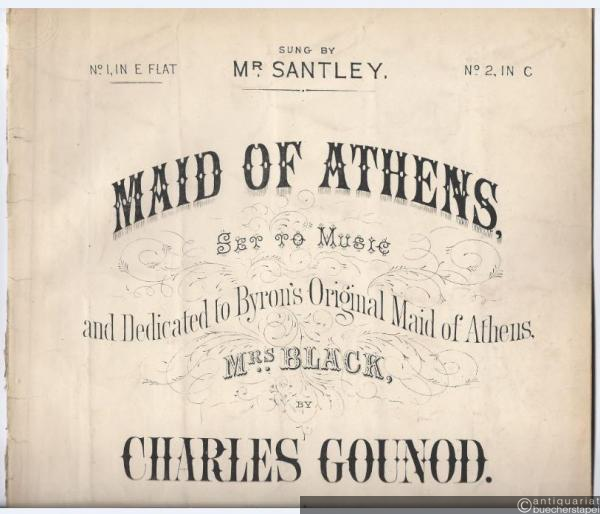 SUNG BY
No. 1, IN E FLAT
MR. SANTLEY.
No. 2, IN C
MAID OF ATHENS,
SET TO MUSIC
and Dedicated to Byron's Original Maid of Athens,
MRS. BLACK,
BY
CHARLES GOUNOD.
antiquariat
buecherstapel